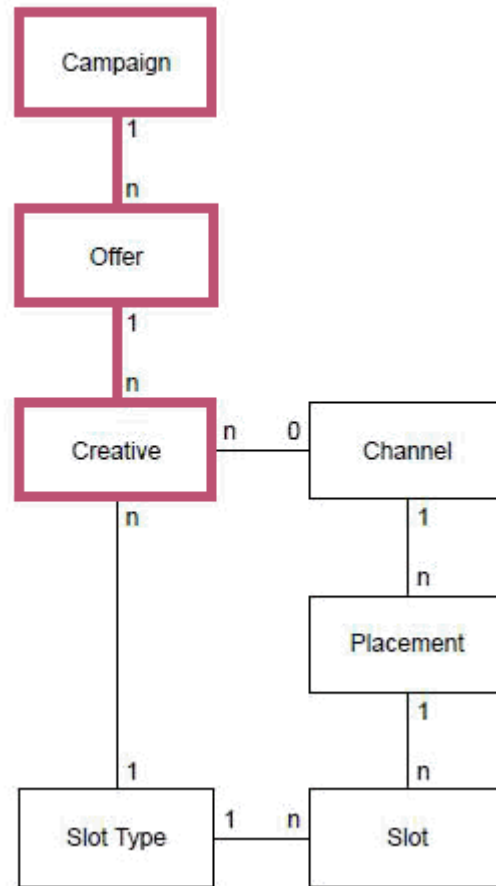 Campaign
1
n
Offer
1
n
Creative
n 0
Channel
n
1
n
Placement
1
1
n
Slot Type
1 n
Slot